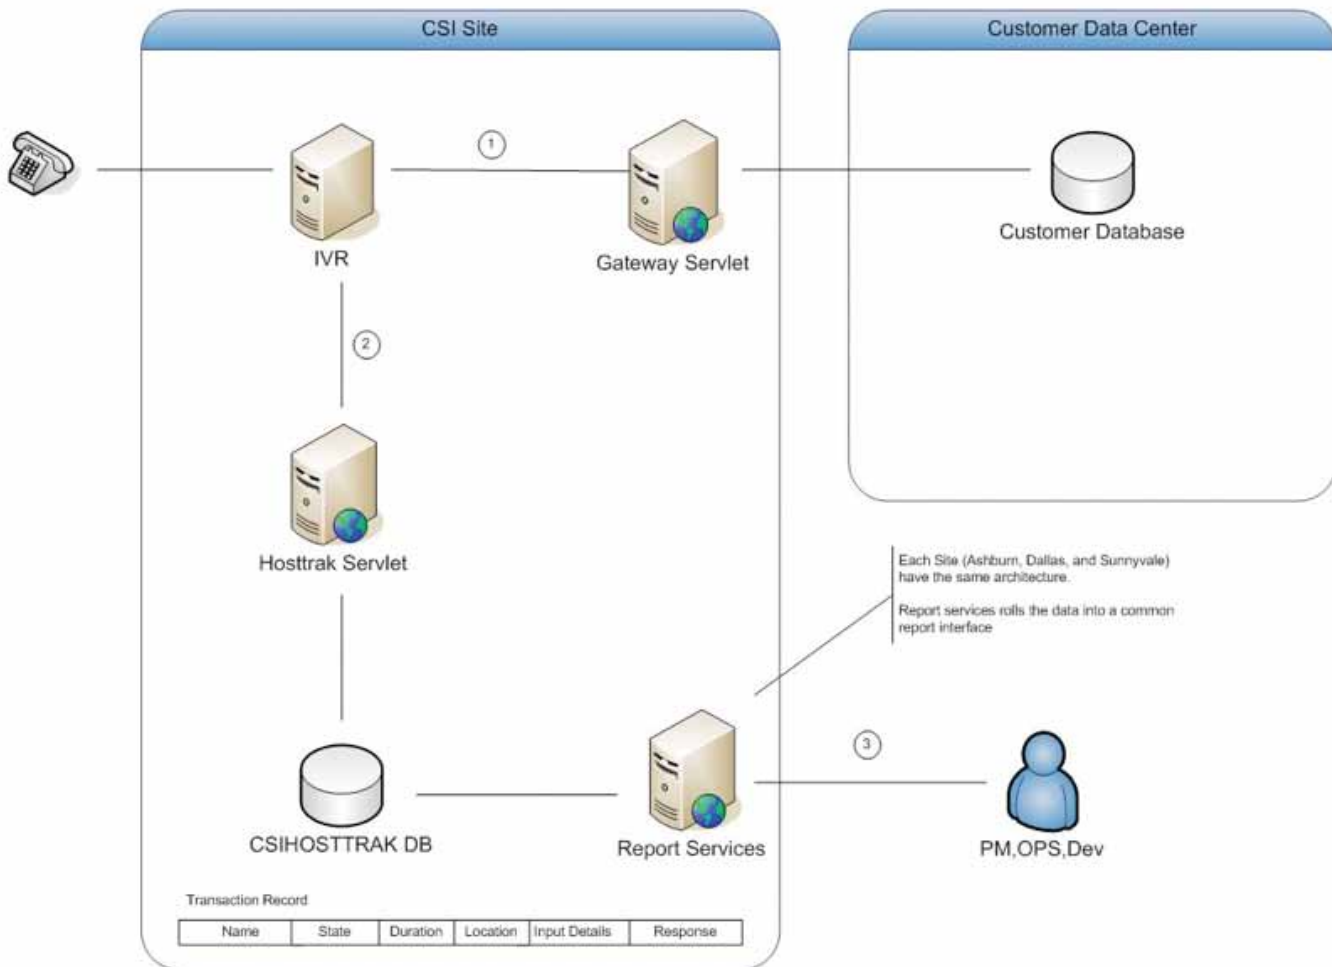 CSI Site
Customer Data Center
1
IVR
Gateway Servlet
Customer Database
2
Hosttrak Servlet
Each Site (Ashburn, Dallas, and Sunnyvale)
have the same architecture.
Report services rolls the data into a common
report interface
3
CSIHOSTTRAK DB
Report Services
PM,OPS,Dev
Transaction Record
Name State Duration Location Input Details Response